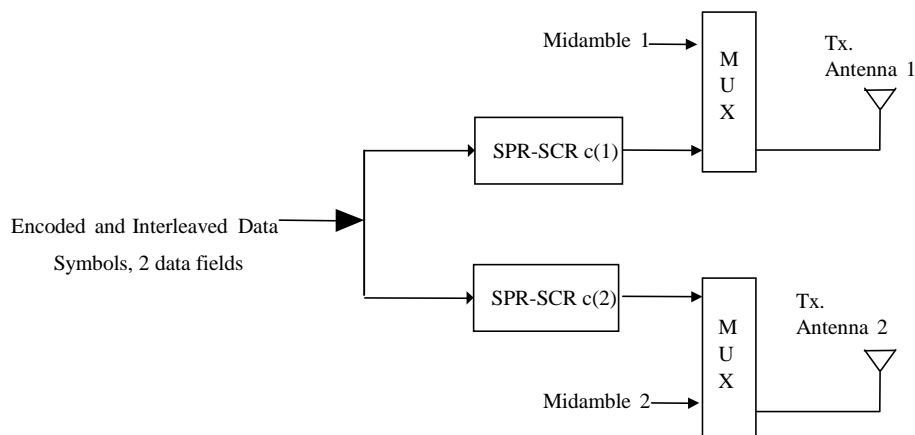 Midamble 1
M
U
X
Tx.
Antenna 1
SPR-SCR c(1)
Encoded and Interleaved Data
Symbols, 2 data fields
SPR-SCR c(2)
M
U
X
Tx.
Antenna 2
Midamble 2